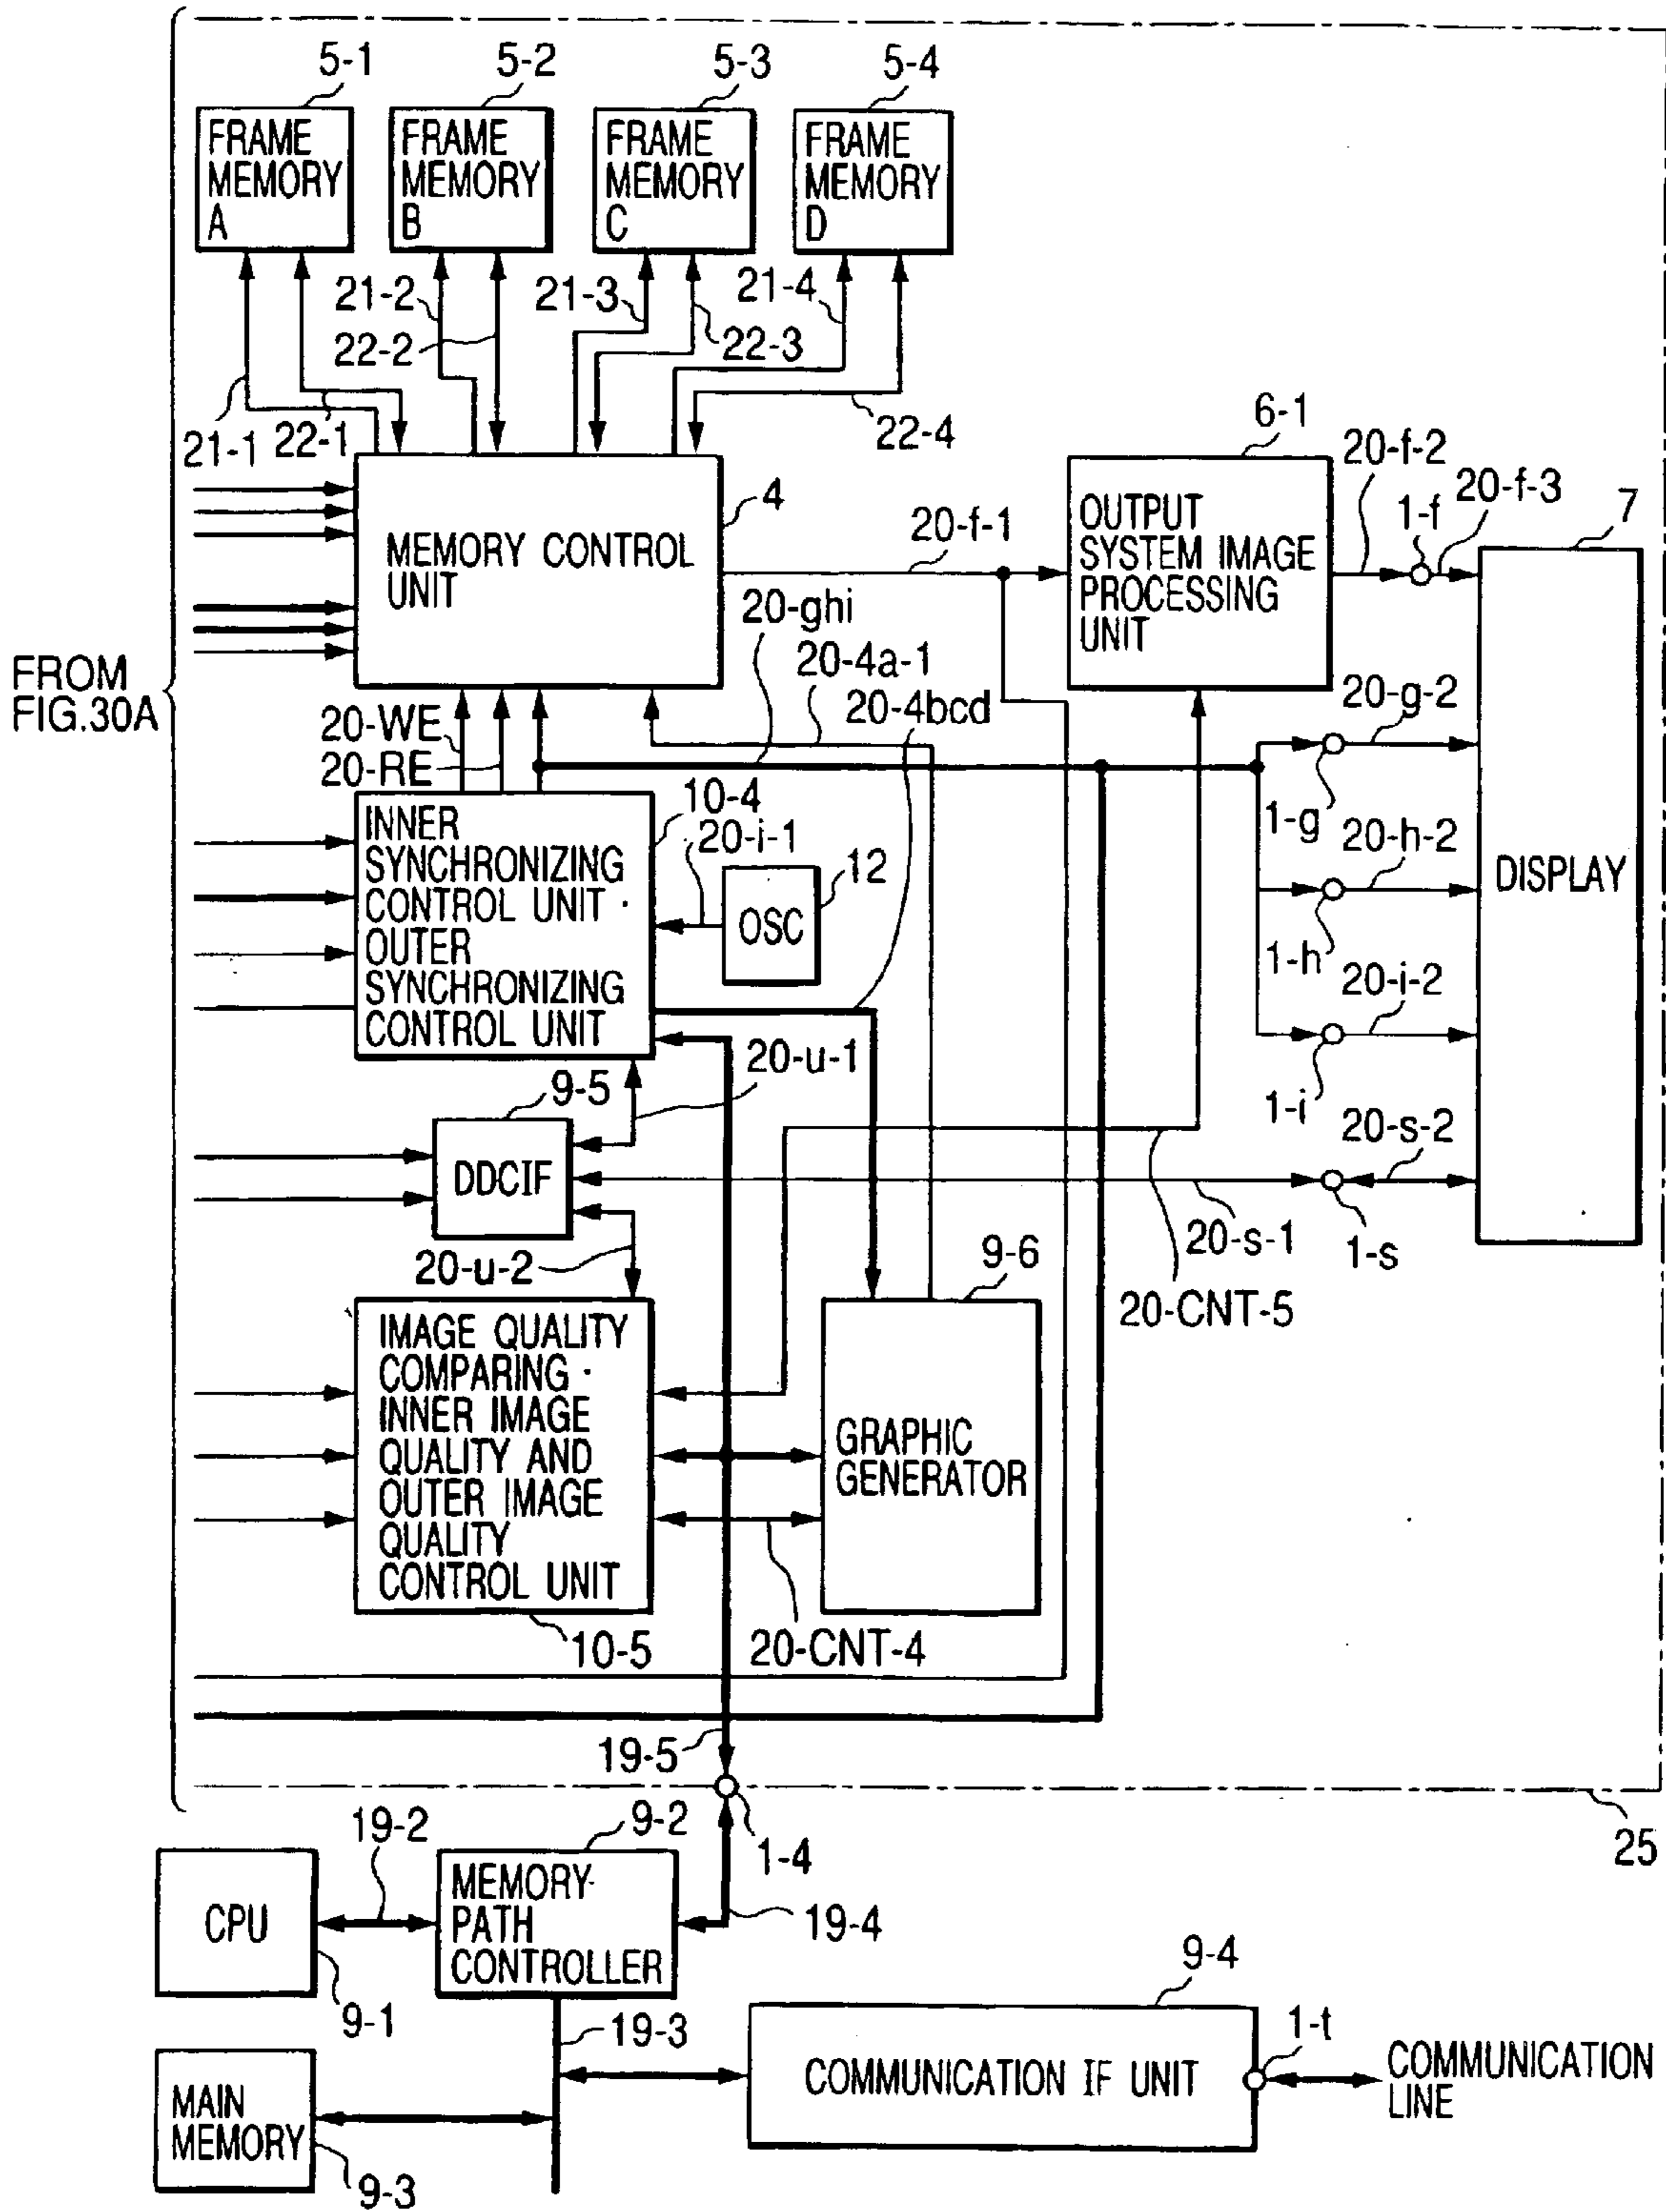 5-1
5-2
5-3
5-4
FRAME
MEMORY
A
FRAME
MEMORY
B
FRAME
MEMORY
C
FRAME
MEMORY
D
21-2
21-3
21-4
22-2
22-3
21-1
22-1
22-4
6-1
20-f-2
20-f-3
1-f
7
4
20-f-1
MEMORY CONTROL
UNIT
OUTPUT
SYSTEM IMAGE
PROCESSING
UNIT
20-ghi
20-4a-1
20-4bcd
FROM
FIG.30A
20-WE
20-RE
20-g-2
1-g
20-h-2
1-h
20-i-2
1-i
DISPLAY
10-4
20-i-1
12
INNER
SYNCHRONIZING
CONTROL UNIT ·
OUTER
SYNCHRONIZING
CONTROL UNIT
OSC
20-u-1
9-5
DDCIF
20-s-2
20-s-1
1-s
20-u-2
9-6
20-CNT-5
IMAGE QUALITY
COMPARING ·
INNER IMAGE
QUALITY AND
OUTER IMAGE
QUALITY
CONTROL UNIT
GRAPHIC
GENERATOR
10-5
20-CNT-4
19-5
1-4
25
19-2
9-2
CPU
MEMORY-
PATH
CONTROLLER
19-4
9-1
19-3
9-4
1-t
MAIN
MEMORY
COMMUNICATION IF UNIT
COMMUNICATION
LINE
9-3